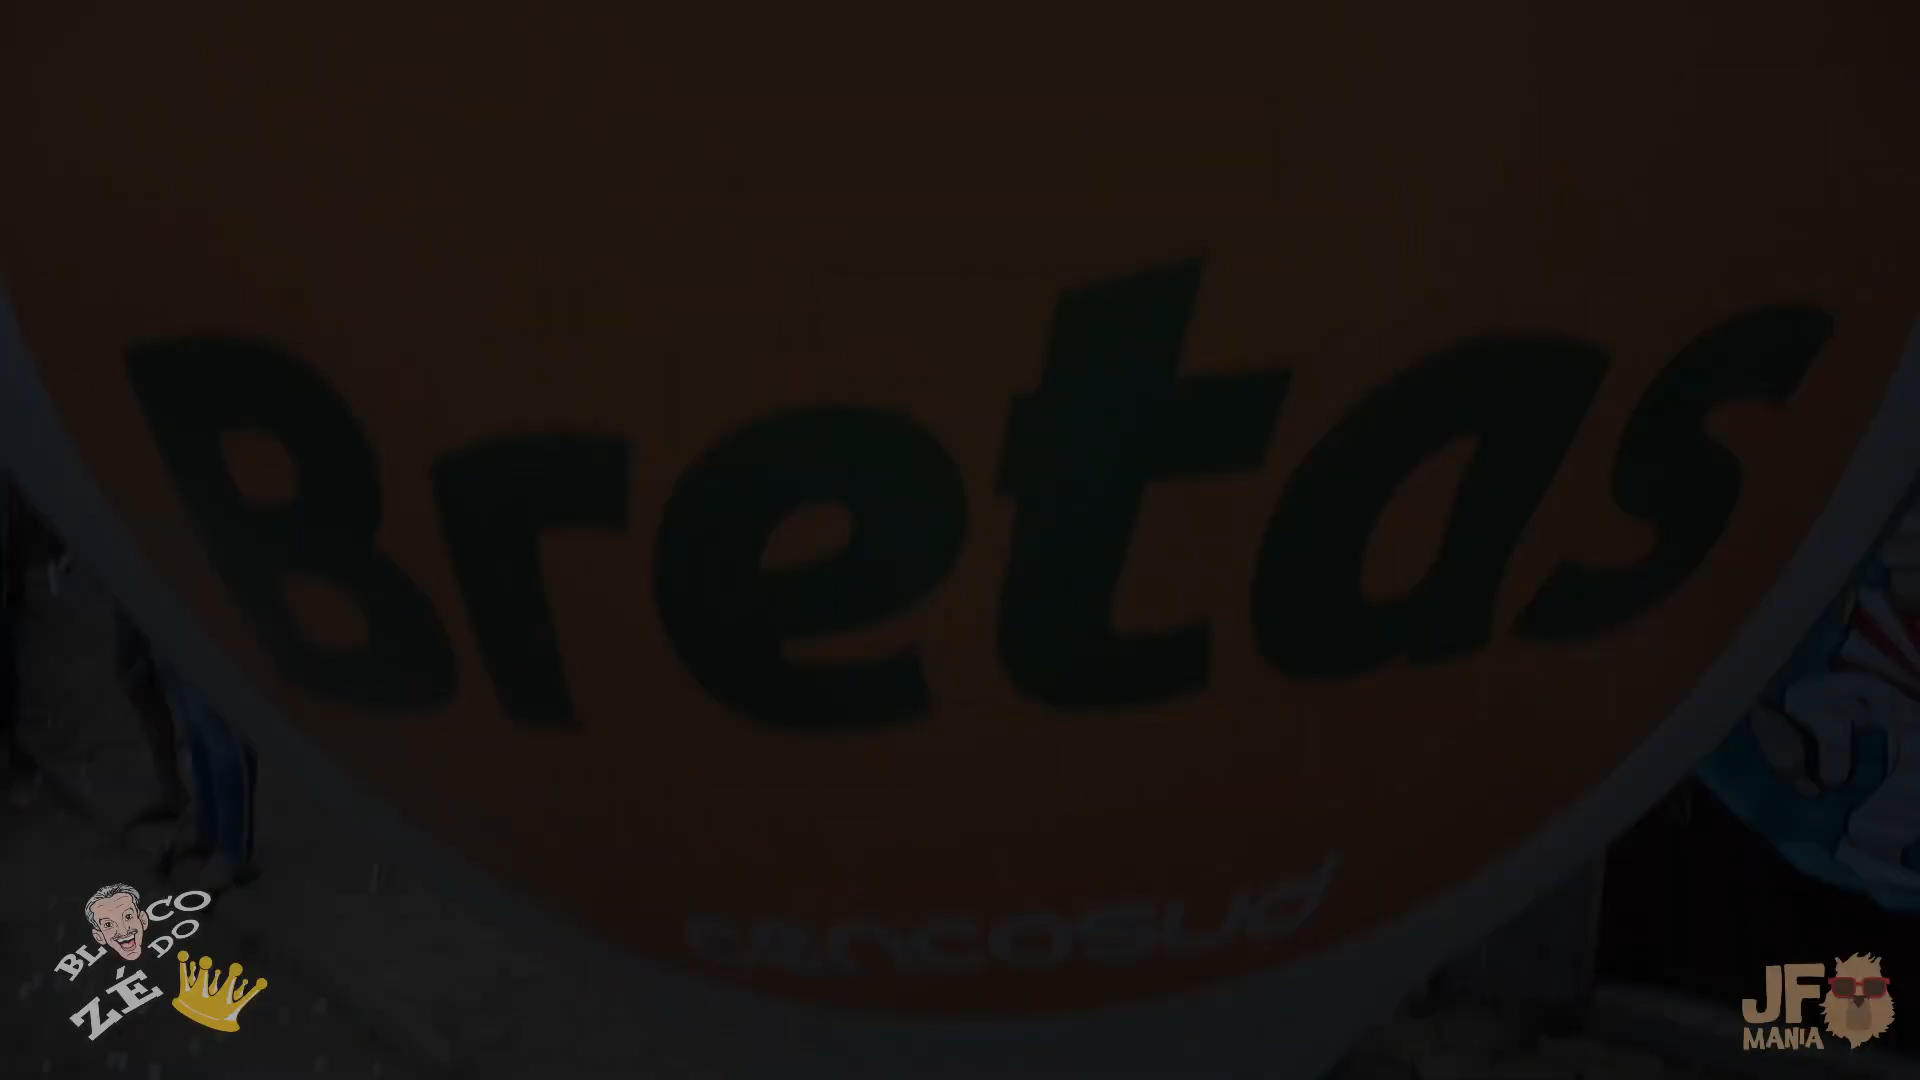 Bretas
cencosud
BLOCO
DO
ZÉ
JF
MANIA